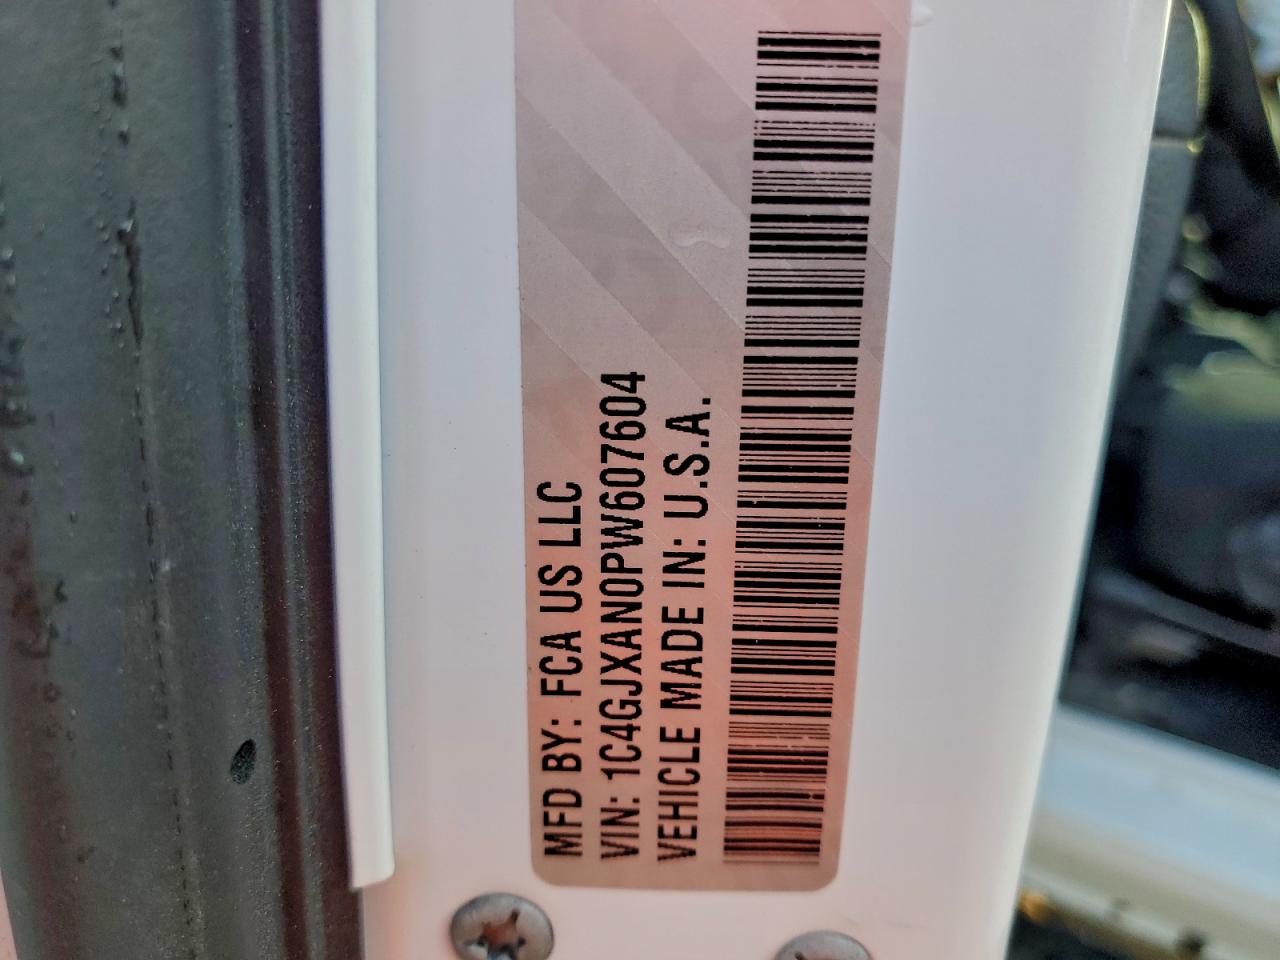 MFD BY: FCA US LLC
VIN: 1C4GJXAN0PW607604
VEHICLE MADE IN: U.S.A.